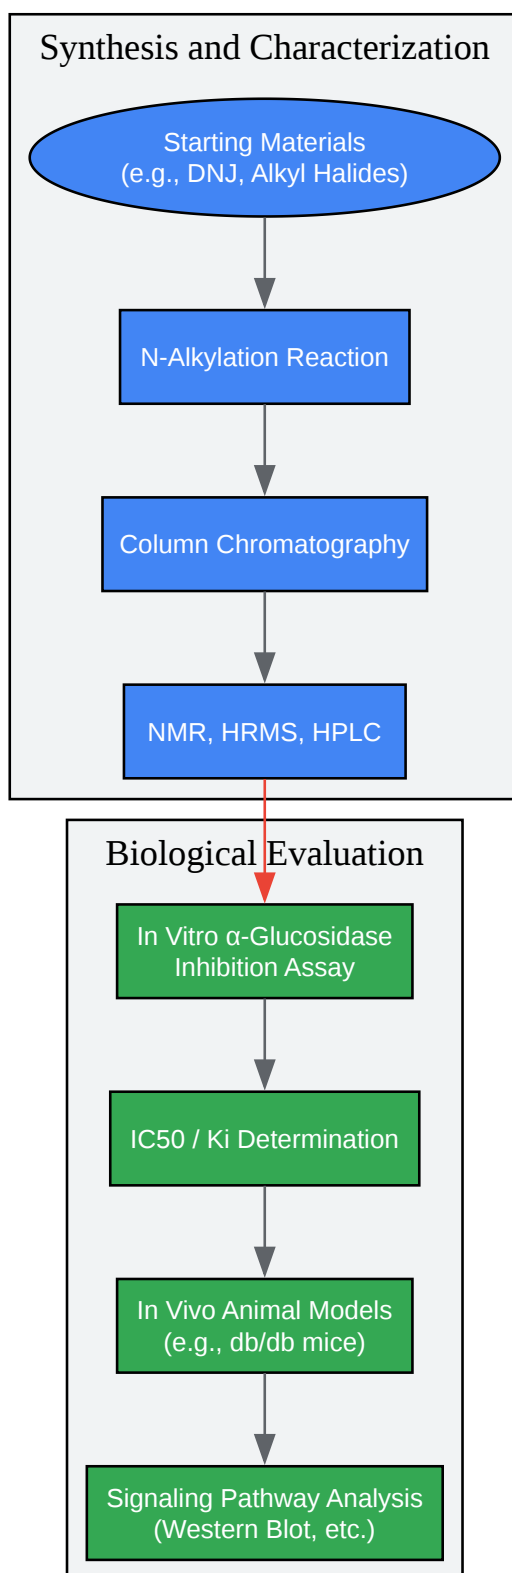 Synthesis and Characterization
Starting Materials
(e.g., DNJ, Alkyl Halides)
N-Alkylation Reaction
Column Chromatography
NMR, HRMS, HPLC
Biological Evaluation
In Vitro α-Glucosidase
Inhibition Assay
IC50 / Ki Determination
In Vivo Animal Models
(e.g., db/db mice)
Signaling Pathway Analysis
(Western Blot, etc.)